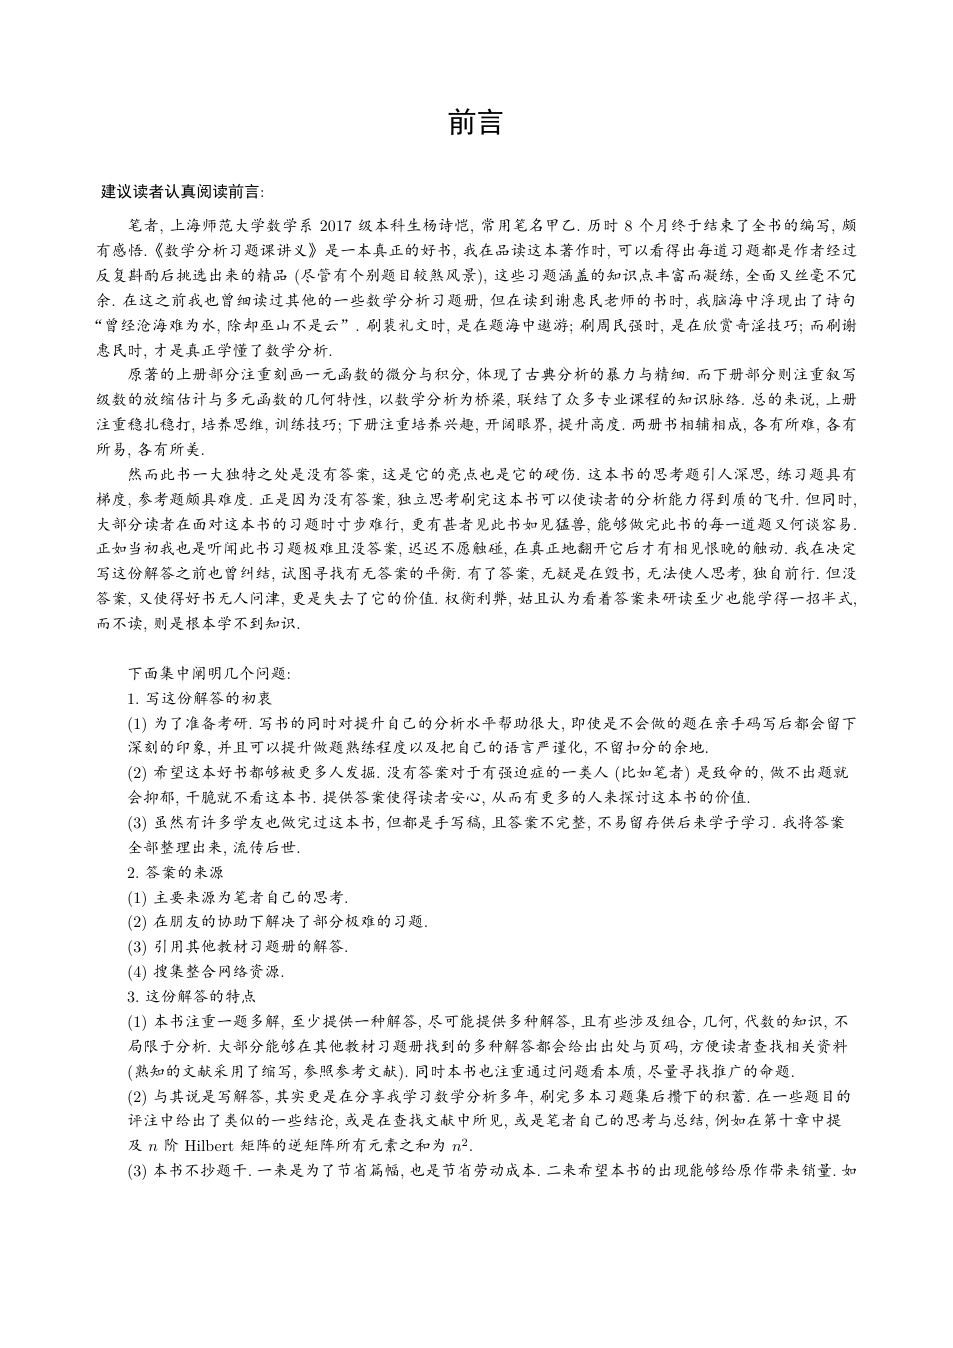 前言
建议读者认真阅读前言:
笔者, 上海师范大学数学系 2017 级本科生杨诗恺, 常用笔名甲乙. 历时 8 个月终于结束了全书的编写, 颇
有感悟.《数学分析习题课讲义》是一本真正的好书, 我在品读这本著作时, 可以看得出每道习题都是作者经过
反复斟酌后挑选出来的精品 (尽管有个别题目较煞风景), 这些习题涵盖的知识点丰富而凝练, 全面又丝毫不冗
余. 在这之前我也曾细读过其他的一些数学分析习题册, 但在读到谢惠民老师的书时, 我脑海中浮现出了诗句
“曾经沧海难为水, 除却巫山不是云”. 刷裴礼文时, 是在题海中遨游; 刷周民强时, 是在欣赏奇淫技巧; 而刷谢
惠民时, 才是真正学懂了数学分析.
原著的上册部分注重刻画一元函数的微分与积分, 体现了古典分析的暴力与精细. 而下册部分则注重叙写
级数的放缩估计与多元函数的几何特性, 以数学分析为桥梁, 联结了众多专业课程的知识脉络. 总的来说, 上册
注重稳扎稳打, 培养思维, 训练技巧; 下册注重培养兴趣, 开阔眼界, 提升高度. 两册书相辅相成, 各有所难, 各有
所易, 各有所美.
然而此书一大独特之处是没有答案, 这是它的亮点也是它的硬伤. 这本书的思考题引人深思, 练习题具有
梯度, 参考题颇具难度. 正是因为没有答案, 独立思考刷完这本书可以使读者的分析能力得到质的飞升. 但同时,
大部分读者在面对这本书的习题时寸步难行, 更有甚者见此书如见猛兽, 能够做完此书的每一道题又何谈容易.
正如当初我也是听闻此书习题极难且没答案, 迟迟不愿触碰, 在真正地翻开它后才有相见恨晚的触动. 我在决定
写这份解答之前也曾纠结, 试图寻找有无答案的平衡. 有了答案, 无疑是在毁书, 无法使人思考, 独自前行. 但没
答案, 又使得好书无人问津, 更是失去了它的价值. 权衡利弊, 姑且认为看着答案来研读至少也能学得一招半式,
而不读, 则是根本学不到知识.
下面集中阐明几个问题:
1. 写这份解答的初衷
(1) 为了准备考研. 写书的同时对提升自己的分析水平帮助很大, 即使是不会做的题在亲手码写后都会留下
深刻的印象, 并且可以提升做题熟练程度以及把自己的语言严谨化, 不留扣分的余地.
(2) 希望这本好书都够被更多人发掘. 没有答案对于有强迫症的一类人 (比如笔者) 是致命的, 做不出题就
会抑郁, 干脆就不看这本书. 提供答案使得读者安心, 从而有更多的人来探讨这本书的价值.
(3) 虽然有许多学友也做完过这本书, 但都是手写稿, 且答案不完整, 不易留存供后来学子学习. 我将答案
全部整理出来, 流传后世.
2. 答案的来源
(1) 主要来源为笔者自己的思考.
(2) 在朋友的协助下解决了部分极难的习题.
(3) 引用其他教材习题册的解答.
(4) 搜集整合网络资源.
3. 这份解答的特点
(1) 本书注重一题多解, 至少提供一种解答, 尽可能提供多种解答, 且有些涉及组合, 几何, 代数的知识, 不
局限于分析. 大部分能够在其他教材习题册找到的多种解答都会给出出处与页码, 方便读者查找相关资料
(熟知的文献采用了缩写, 参照参考文献). 同时本书也注重通过问题看本质, 尽量寻找推广的命题.
(2) 与其说是写解答, 其实更是在分享我学习数学分析多年, 刷完多本习题集后攒下的积蓄. 在一些题目的
评注中给出了类似的一些结论, 或是在查找文献中所见, 或是笔者自己的思考与总结, 例如在第十章中提
及 n 阶 Hilbert 矩阵的逆矩阵所有元素之和为 n².
(3) 本书不抄题干. 一来是为了节省篇幅, 也是节省劳动成本. 二来希望本书的出现能够给原作带来销量. 如